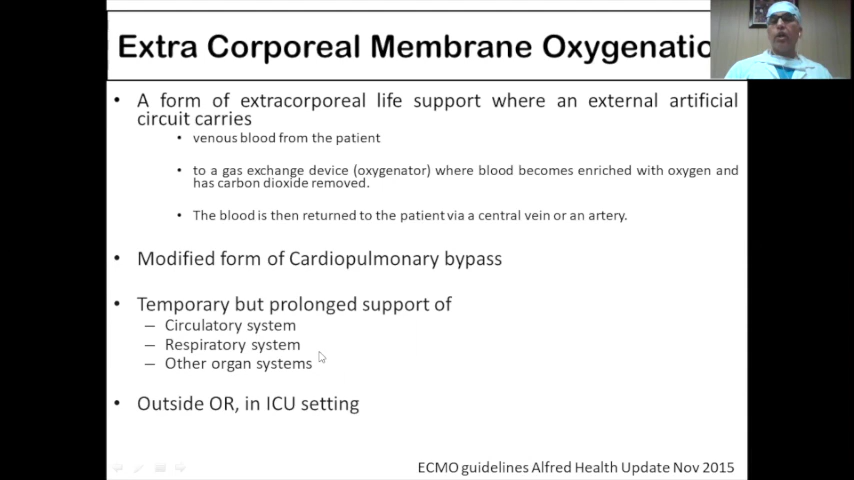 Extra Corporeal Membrane Oxygenatio
• A form of extracorporeal life support where an external artificial
circuit carries
• venous blood from the patient
• to a gas exchange device (oxygenator) where blood becomes enriched with oxygen and
has carbon dioxide removed.
• The blood is then returned to the patient via a central vein or an artery.
• Modified form of Cardiopulmonary bypass
• Temporary but prolonged support of
– Circulatory system
– Respiratory system
– Other organ systems
• Outside OR, in ICU setting
ECMO guidelines Alfred Health Update Nov 2015